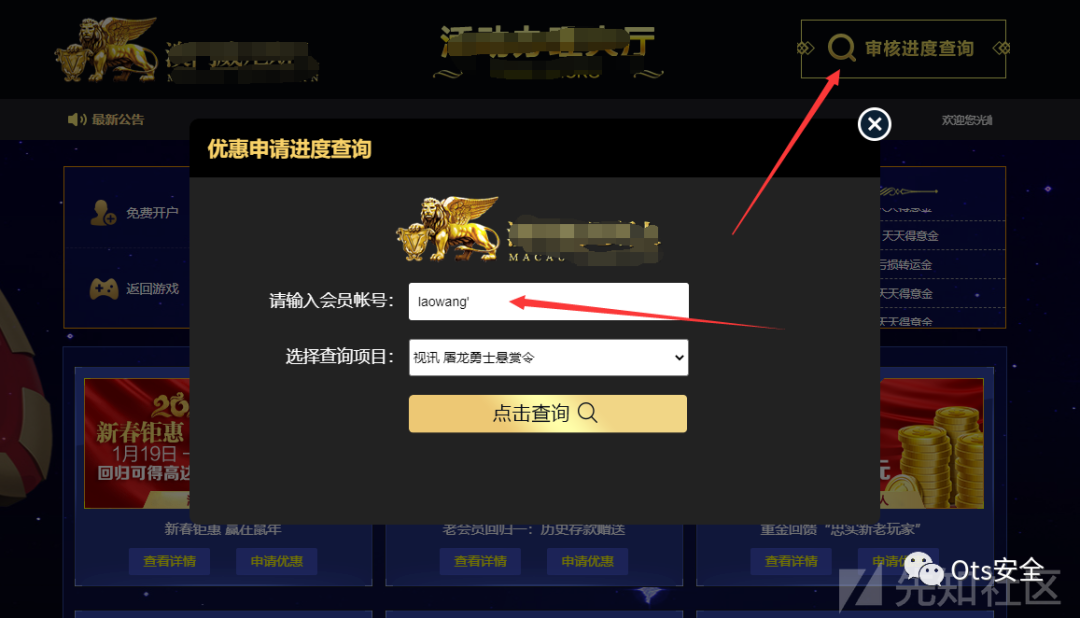 审核进度查询
最新公告
欢迎您光
优惠申请进度查询
免费开户
返回游戏
MACA
请输入会员帐号：
laowang'
选择查询项目：
视讯 屠龙勇士悬赏令
点击查询
天天得意金
天天得意金
亏损转运金
天天得意金
天天得意金
新春钜惠
1月19日
回归可得高达
新春钜惠 赢在鼠年
老会员回归一：历史存款赠送
重金回馈 “忠实新老玩家”
查看详情
申请优惠
查看详情
申请优惠
查看详情
申请优
Ots安全
先知社区